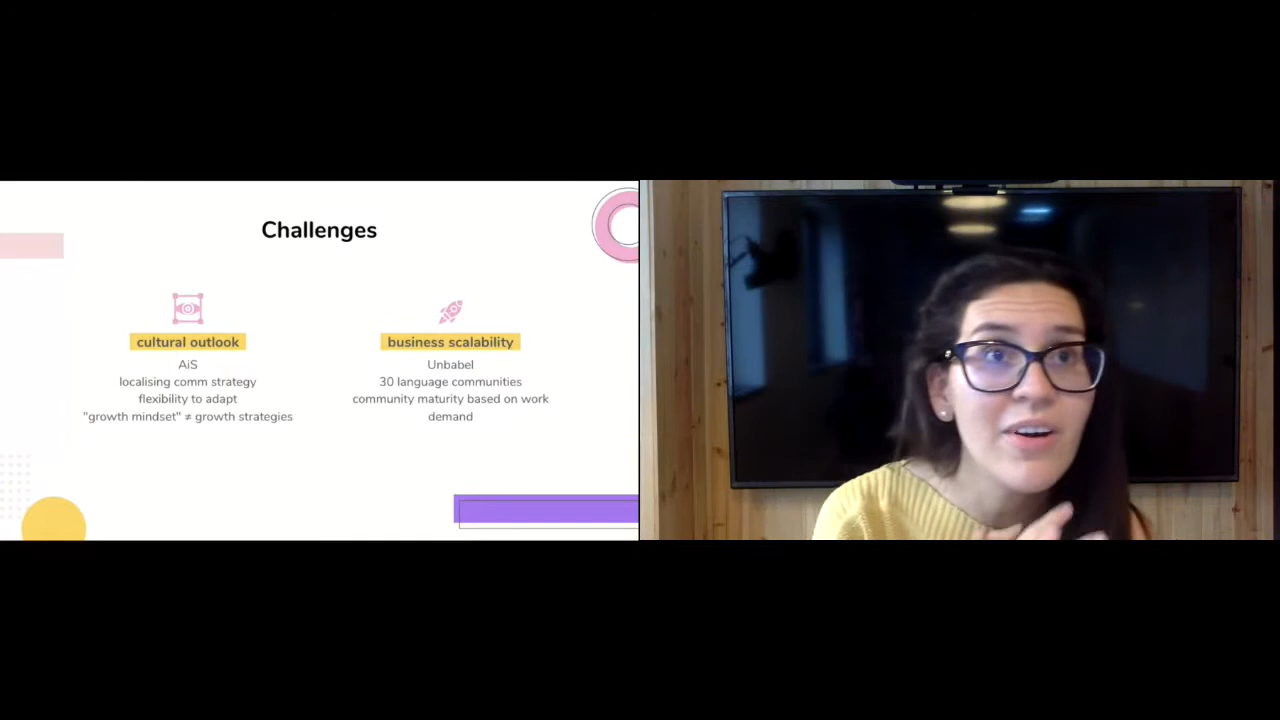 Challenges
cultural outlook
AiS
localising comm strategy
flexibility to adapt
"growth mindset" ≠ growth strategies
business scalability
Unbabel
30 language communities
community maturity based on work
demand